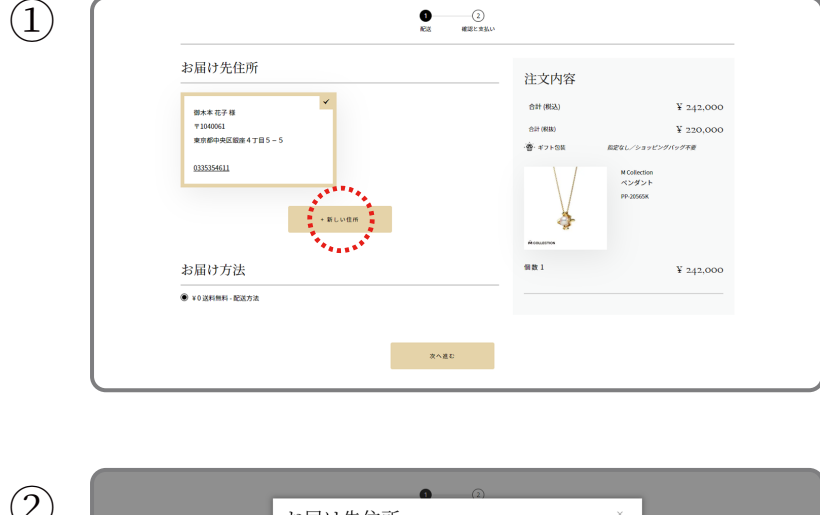 ①
1 2
配送 確認と支払い
お届け先住所
御木本 花子 様
〒1040061
東京都中央区銀座4丁目5-5
0335354611
+ 新しい住所
お届け方法
¥0 送料無料 - 配送方法
次へ進む
注文内容
合計 (税込) ¥ 242,000
合計 (税抜) ¥ 220,000
ギフト包装 指定なし／ショッピングバッグ不要
M Collection
ペンダント
PP-20565K
M COLLECTION
個数 1 ¥ 242,000
②
1 2
お届け先住所 ×